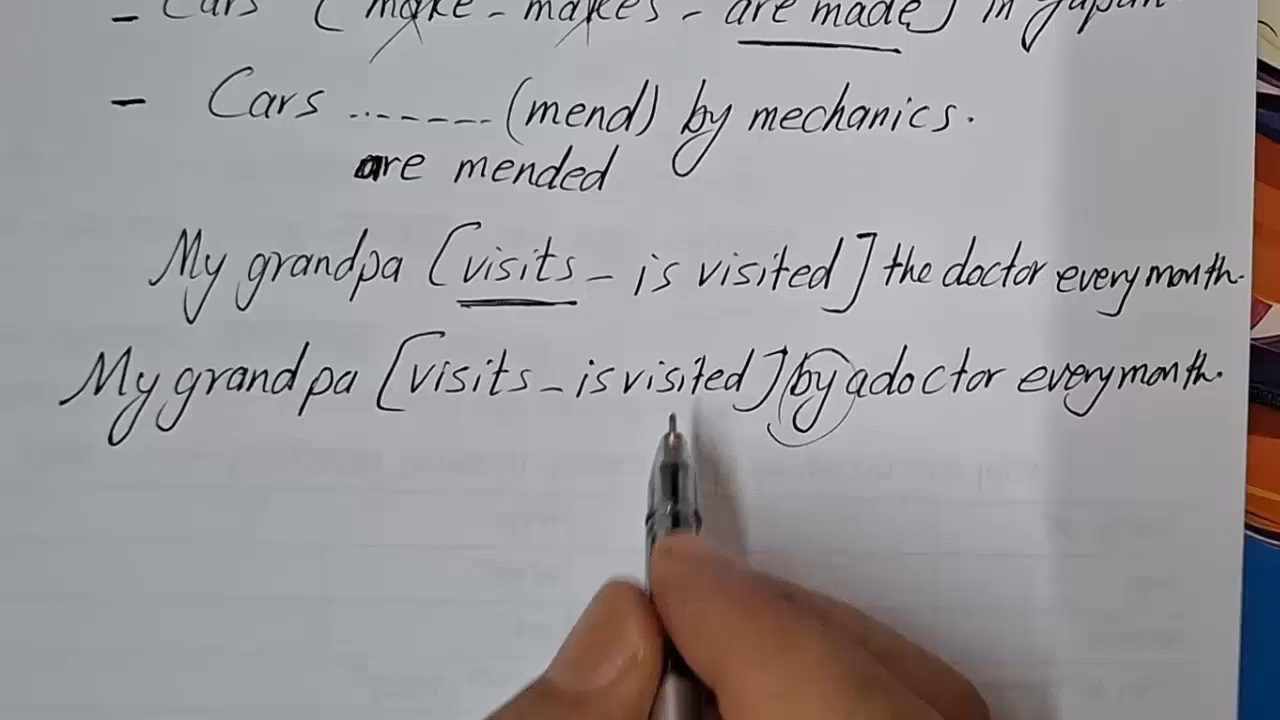 - Cars ( make - makes - are made ) in Japan
- Cars ....... (mend) by mechanics.
are mended
My grandpa [visits - is visited] the doctor every month.
My grandpa [visits - is visited] by a doctor every month.